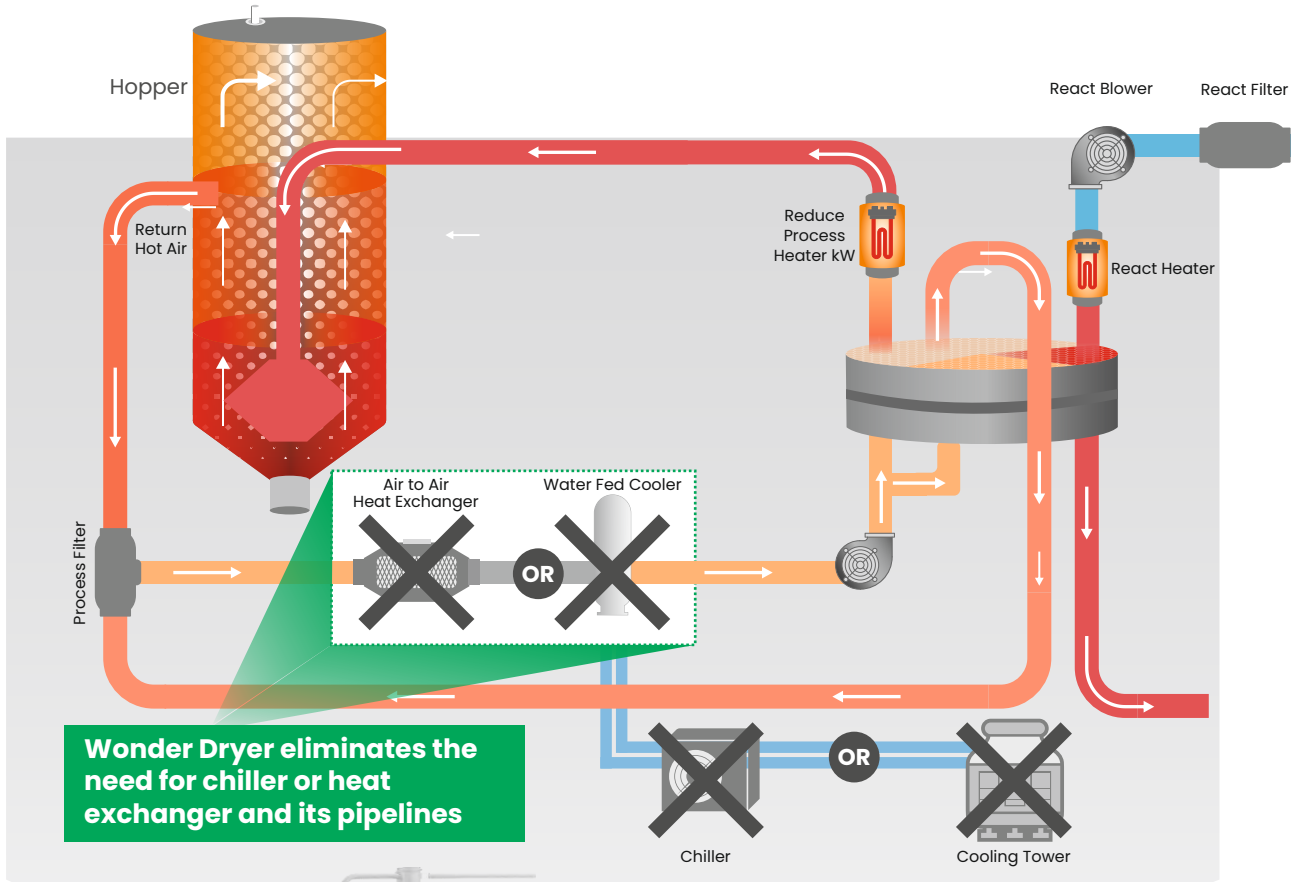 React Blower
React Filter
Hopper
Return
Hot Air
Reduce
Process
Heater kW
React Heater
Air to Air
Heat Exchanger
Water Fed Cooler
Process Filter
OR
Wonder Dryer eliminates the
need for chiller or heat
exchanger and its pipelines
OR
Chiller
Cooling Tower